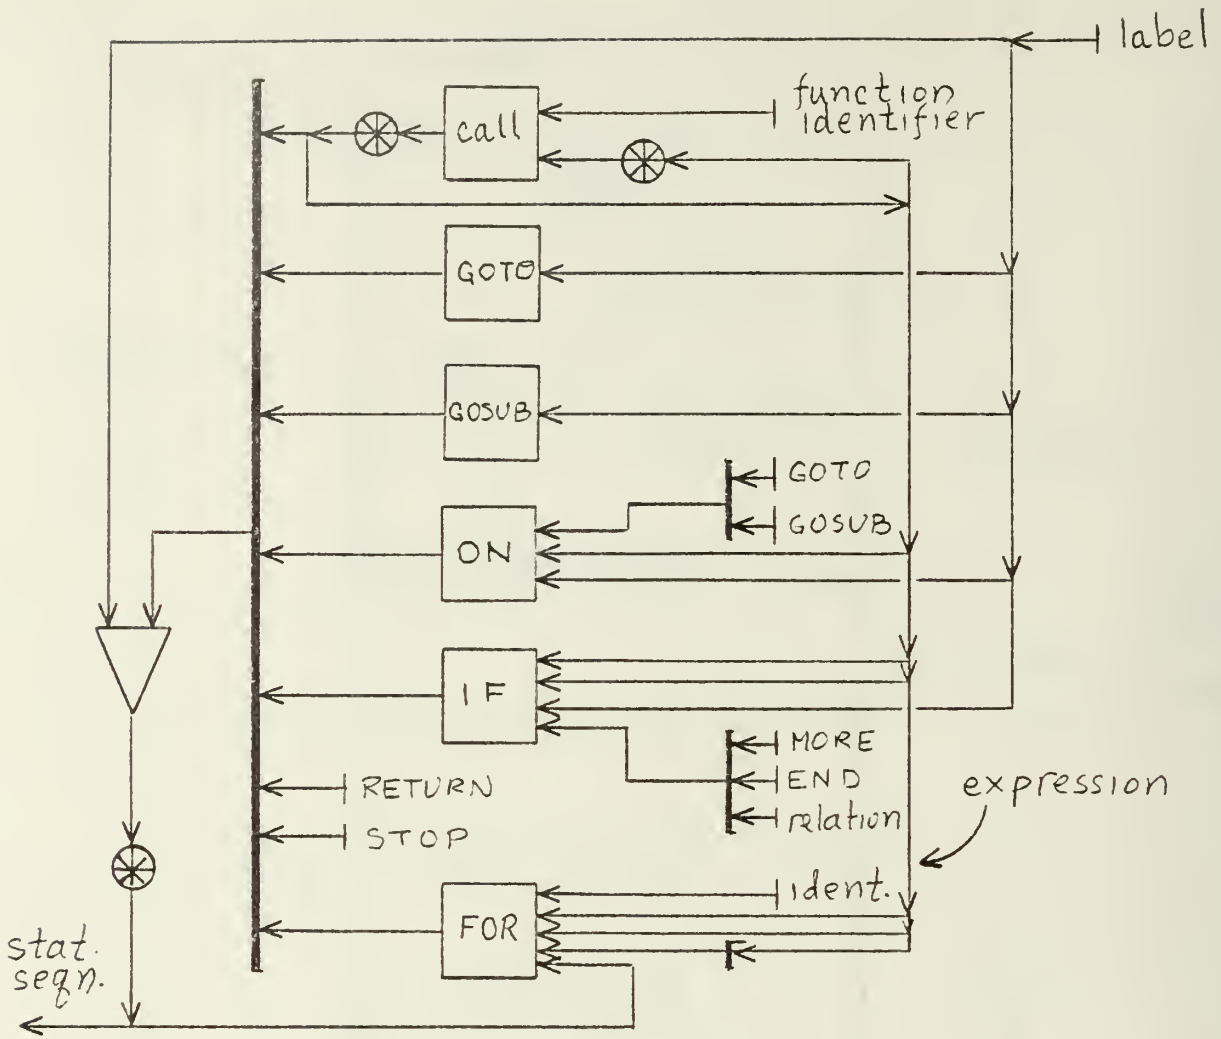 label
function
identifier
call
GOTO
GOSUB
GOTO
GOSUB
ON
IF
MORE
END
relation
RETURN
STOP
expression
ident.
FOR
stat.
seqn.